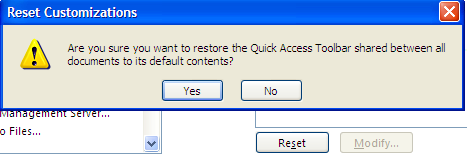 Reset Customizations
Are you sure you want to restore the Quick Access Toolbar shared between all
documents to its default contents?
Yes
No
Management Server...
o Files...
Reset
Modify...